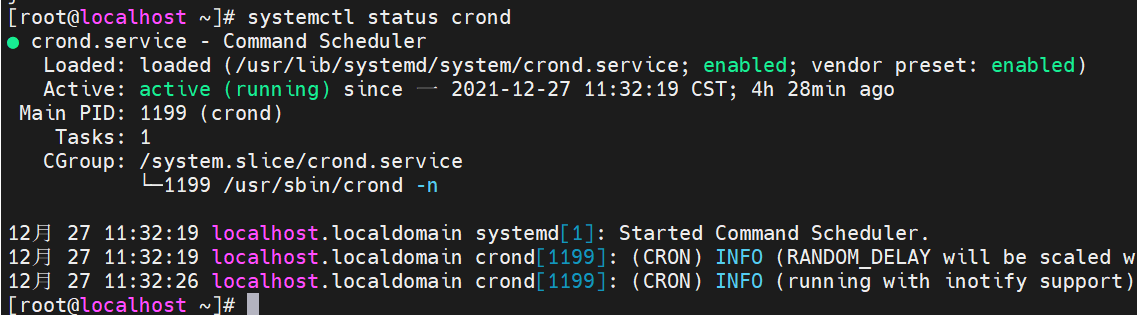 [root@localhost ~]# systemctl status crond
● crond.service - Command Scheduler
   Loaded: loaded (/usr/lib/systemd/system/crond.service; enabled; vendor preset: enabled)
   Active: active (running) since 一 2021-12-27 11:32:19 CST; 4h 28min ago
 Main PID: 1199 (crond)
    Tasks: 1
   CGroup: /system.slice/crond.service
           └─1199 /usr/sbin/crond -n
12月 27 11:32:19 localhost.localdomain systemd[1]: Started Command Scheduler.
12月 27 11:32:19 localhost.localdomain crond[1199]: (CRON) INFO (RANDOM_DELAY will be scaled w
12月 27 11:32:26 localhost.localdomain crond[1199]: (CRON) INFO (running with inotify support)
[root@localhost ~]#